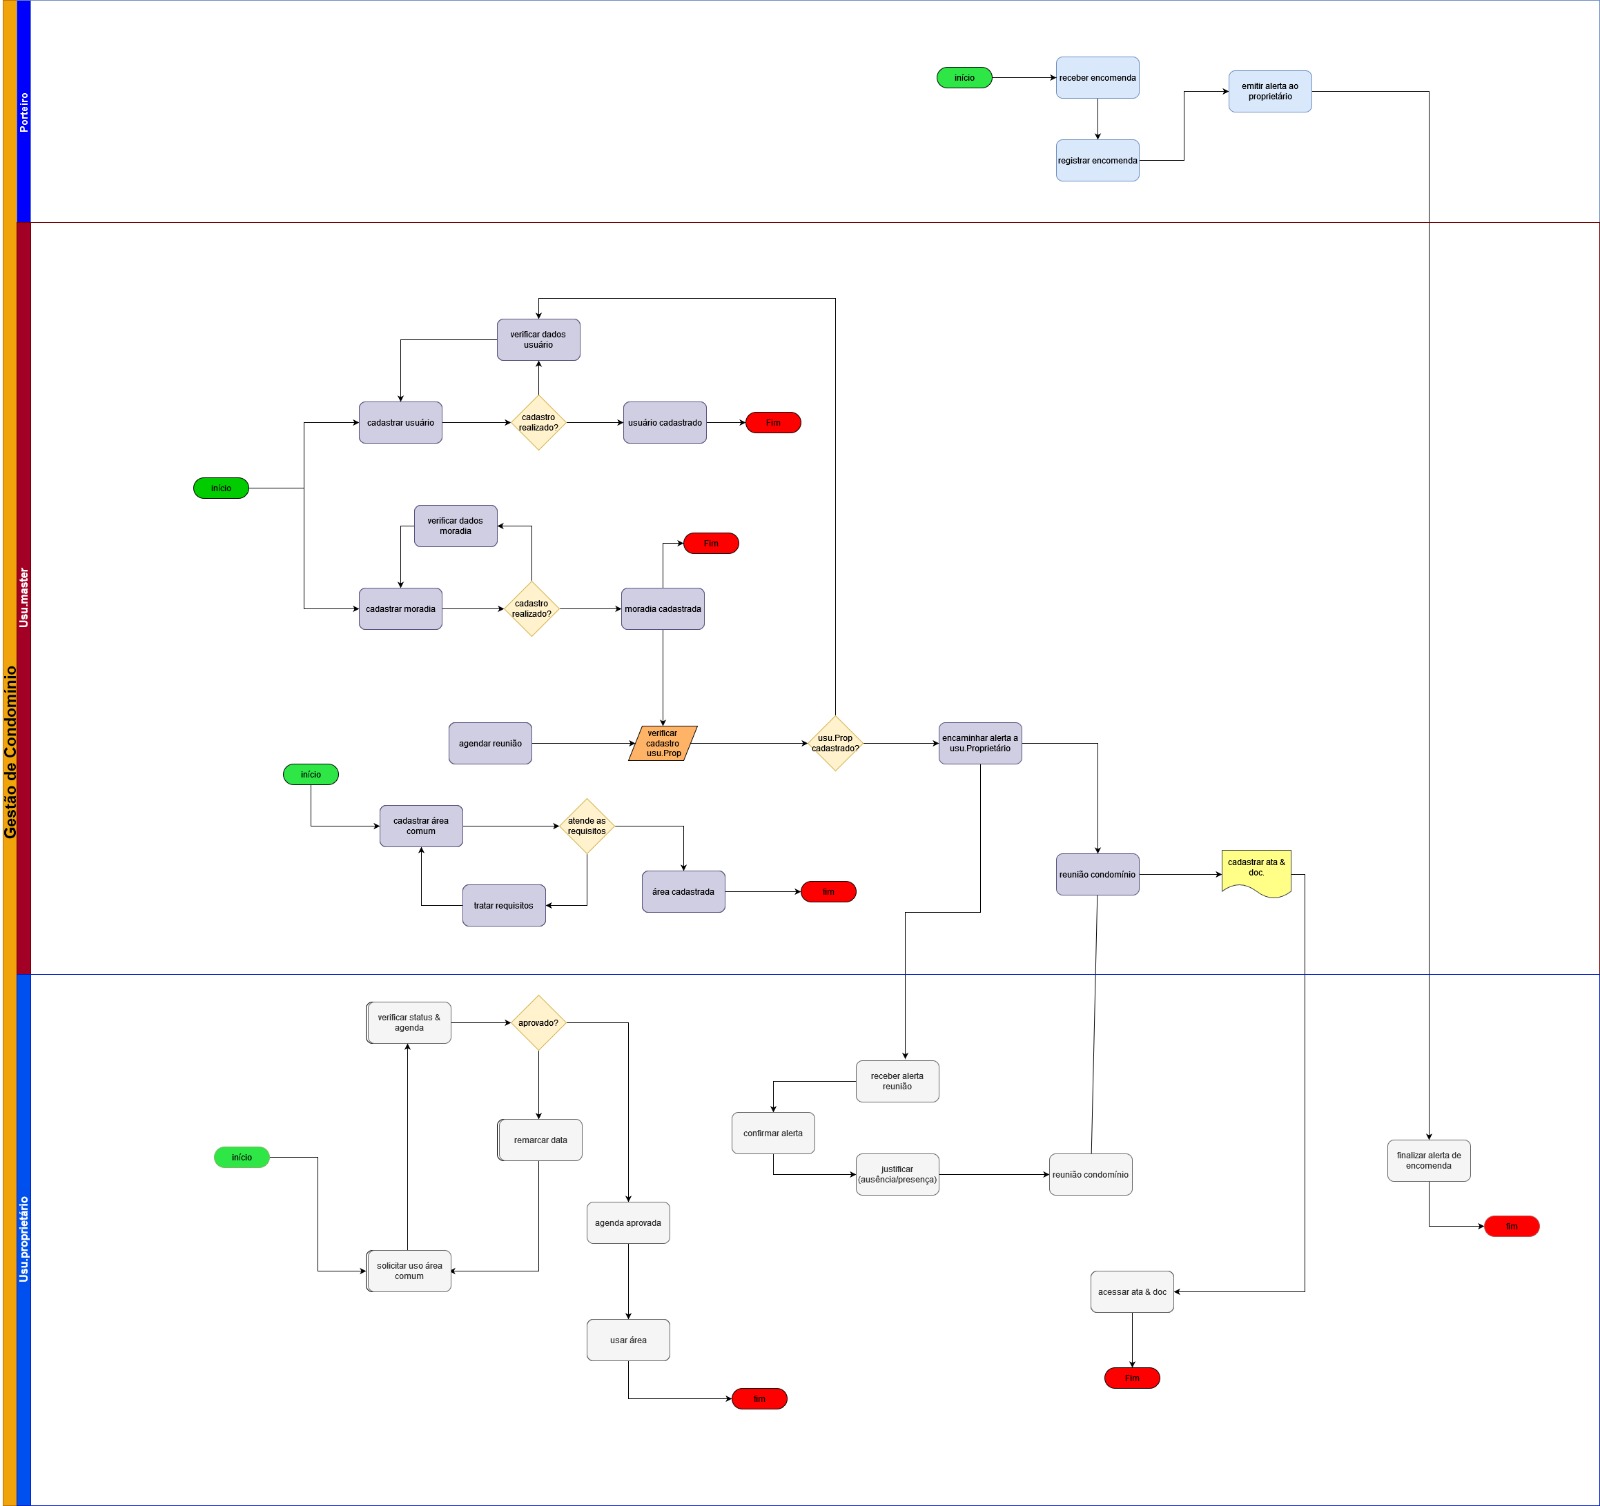 Gestão de Condomínio
Porteiro
início
receber encomenda
emitir alerta ao
proprietário
registrar encomenda
Usu.master
verificar dados
usuário
cadastrar usuário
cadastro
realizado?
usuário cadastrado
Fim
início
verificar dados
moradia
Fim
cadastrar moradia
cadastro
realizado?
moradia cadastrada
agendar reunião
verificar
cadastro
usu.Prop
usu.Prop
cadastrado?
encaminhar alerta a
usu.Proprietário
início
cadastrar área
comum
atende as
requisitos
tratar requisitos
área cadastrada
fim
reunião condomínio
cadastrar ata &
doc.
Usu.proprietário
verificar status &
agenda
aprovado?
remarcar data
início
solicitar uso área
comum
agenda aprovada
usar área
fim
receber alerta
reunião
confirmar alerta
justificar
(ausência/presença)
reunião condomínio
finalizar alerta de
encomenda
fim
acessar ata & doc
Fim